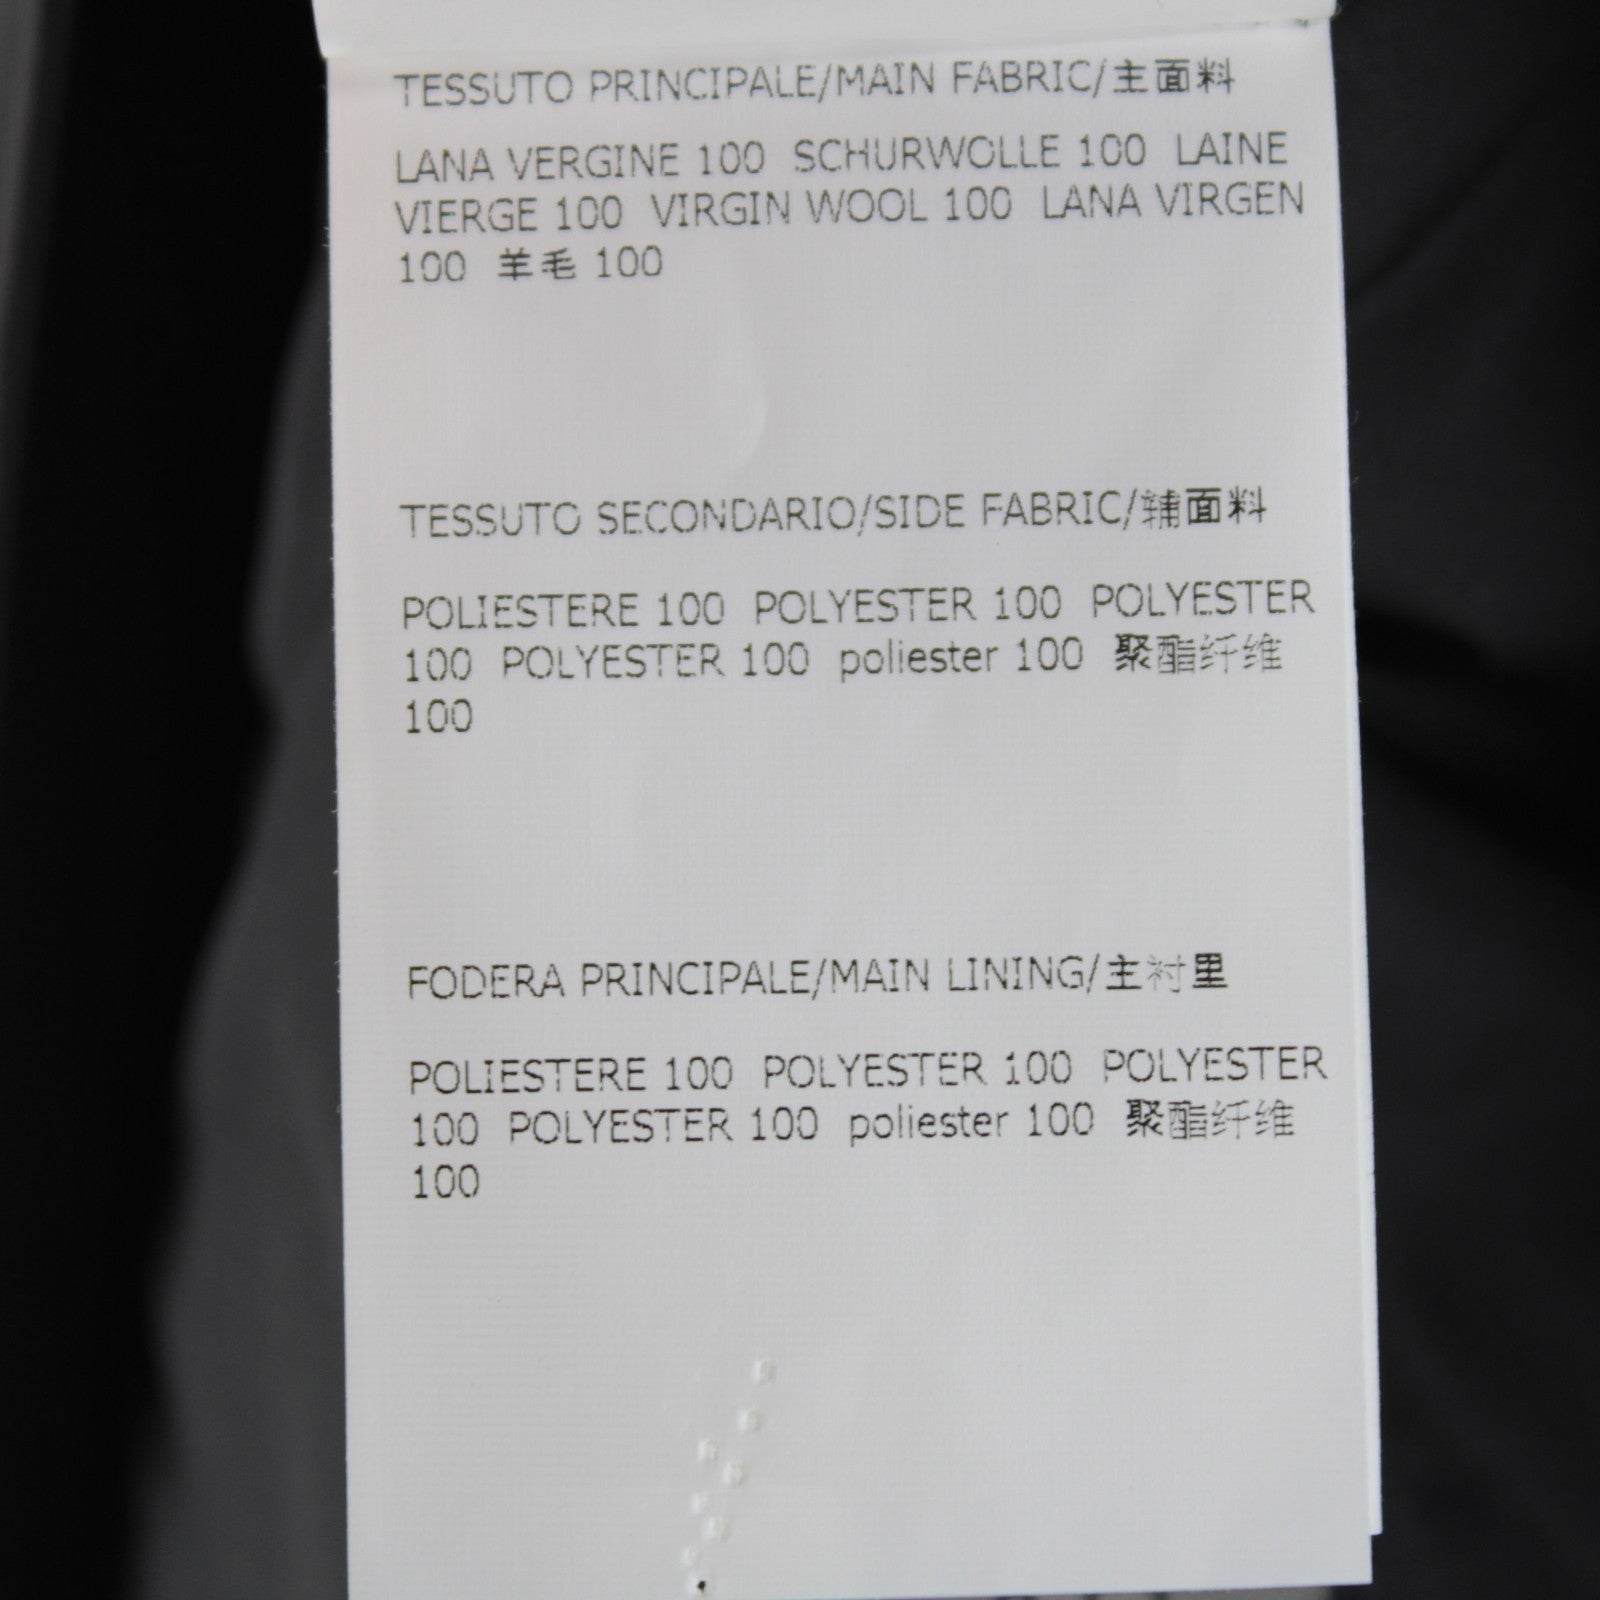 TESSUTO PRINCIPALE/MAIN FABRIC/主面料
LANA VERGINE 100 SCHURWOLLE 100 LAINE
VIERGE 100 VIRGIN WOOL 100 LANA VIRGEN
100 羊毛 100
TESSUTO SECONDARIO/SIDE FABRIC/辅面料
POLIESTERE 100 POLYESTER 100 POLYESTER
100 POLYESTER 100 poliester 100 聚酯纤维
100
FODERA PRINCIPALE/MAIN LINING/主衬里
POLIESTERE 100 POLYESTER 100 POLYESTER
100 POLYESTER 100 poliester 100 聚酯纤维
100